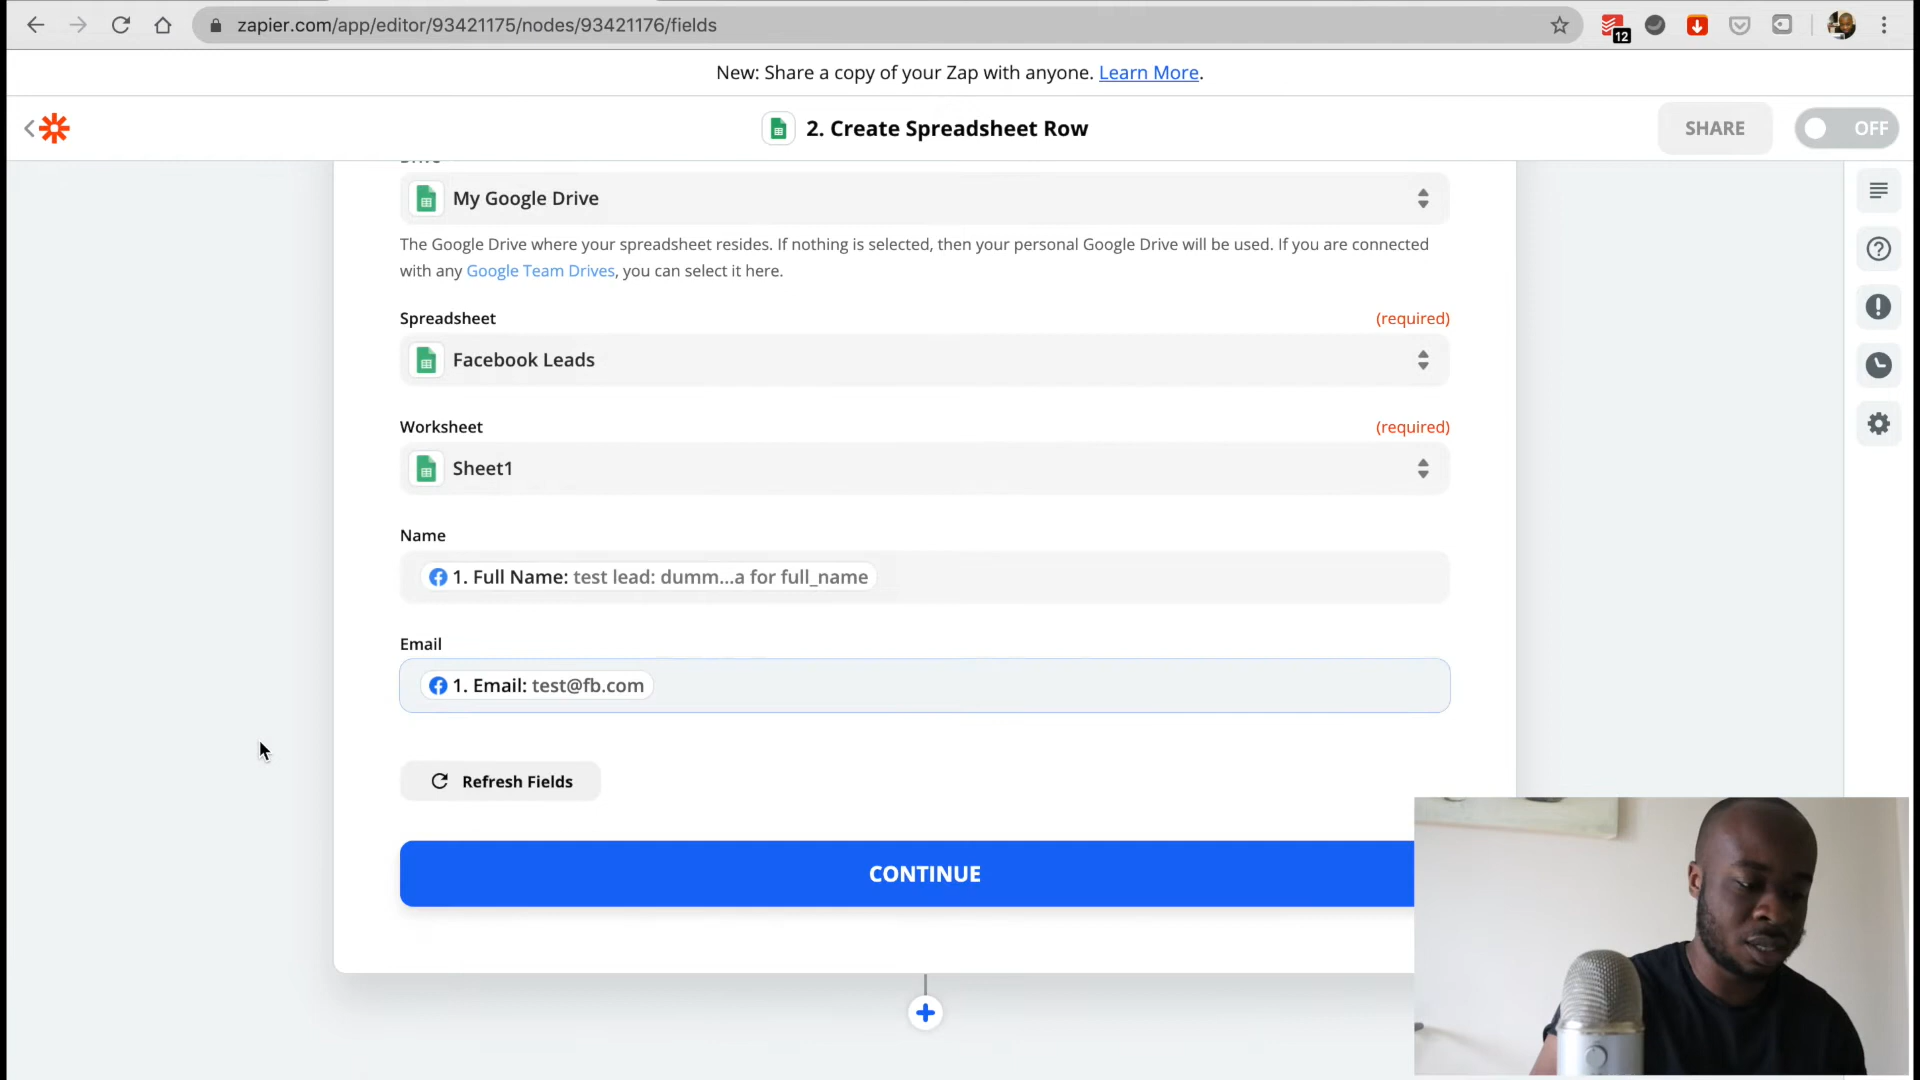 zapier.com/app/editor/93421175/nodes/93421176/fields
12
New: Share a copy of your Zap with anyone. Learn More.
2. Create Spreadsheet Row
SHARE
OFF
My Google Drive
The Google Drive where your spreadsheet resides. If nothing is selected, then your personal Google Drive will be used. If you are connected
with any Google Team Drives, you can select it here.
Spreadsheet (required)
Facebook Leads
Worksheet (required)
Sheet1
Name
1. Full Name: test lead: dumm...a for full_name
Email
1. Email: test@fb.com
Refresh Fields
CONTINUE